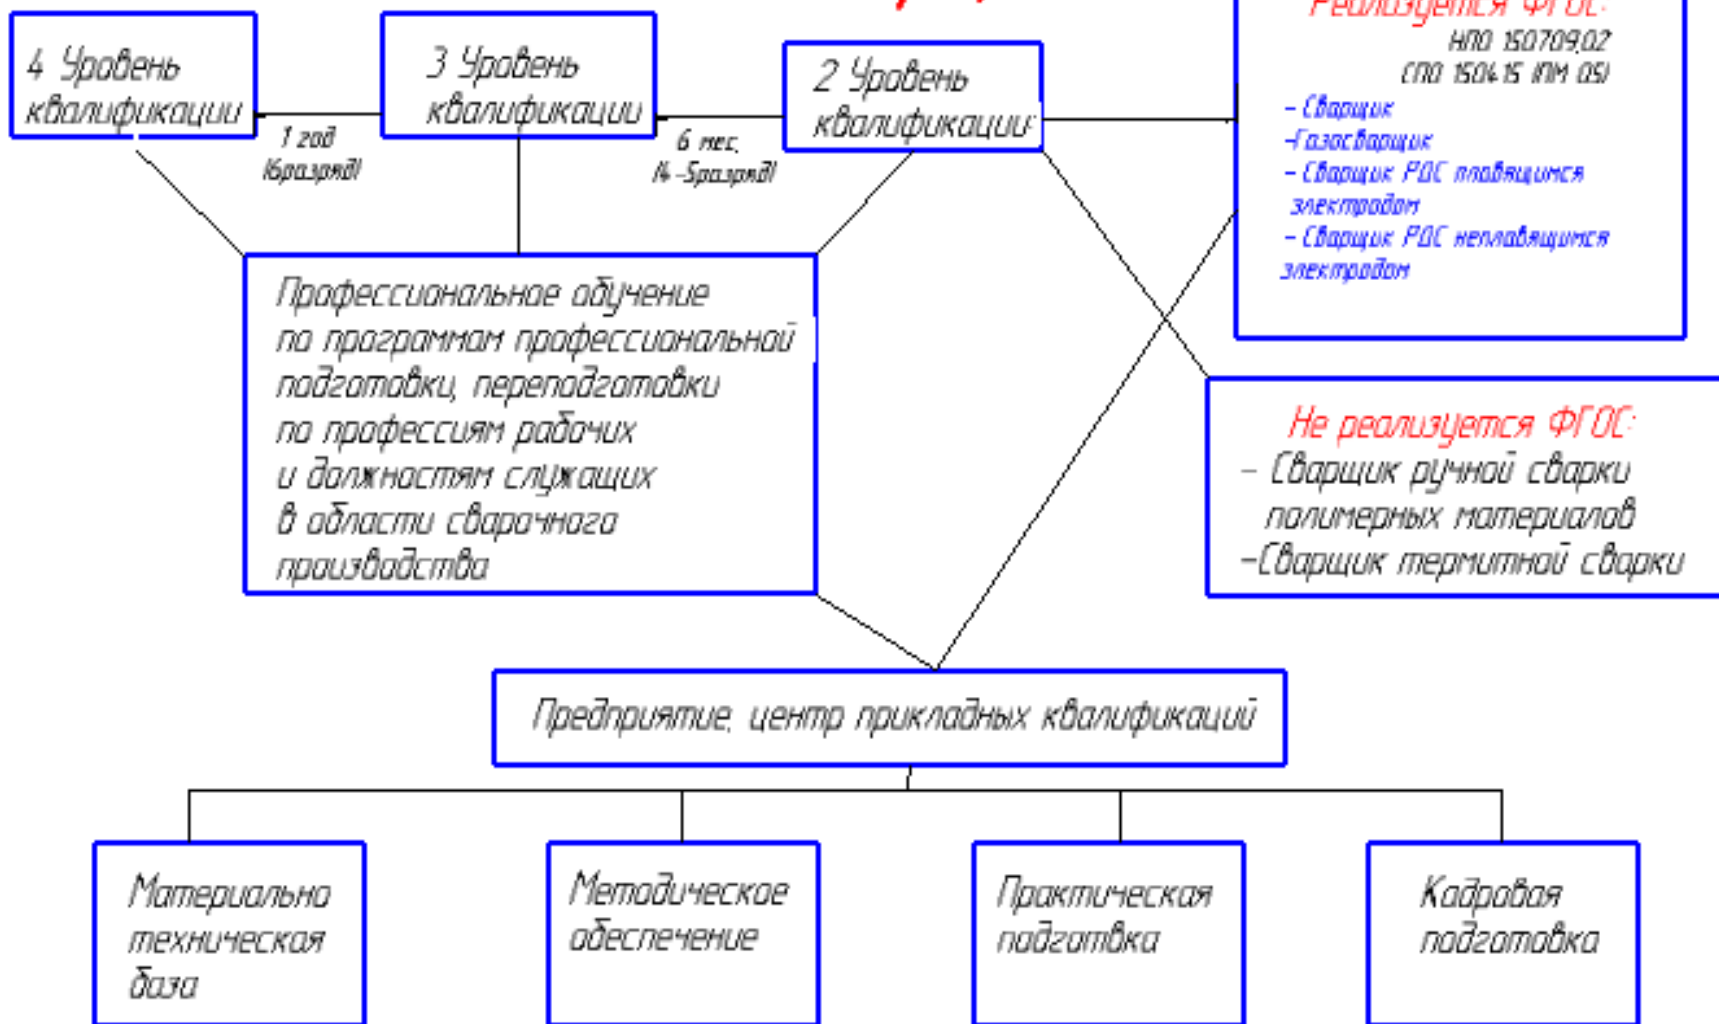 4 Уровень
квалификации
1 год
(6разряд)
3 Уровень
квалификации
6 мес.
(4-5разряд)
2 Уровень
квалификации:
Реализуется ФГОС:
НПО 150709.02
СПО 150415 (ПМ 05)
- Сварщик
-Газосварщик
- Сварщик РДС плавящимся
электродом
- Сварщик РДС неплавящимся
электродом
Профессиональное обучение
по программам профессиональной
подготовки, переподготовки
по профессиям рабочих
и должностям служащих
в области сварочного
производства
Не реализуется ФГОС:
- Сварщик ручной сварки
полимерных материалов
-Сварщик термитной сварки
Предприятие, центр прикладных квалификаций
Материально
техническая
база
Методическое
обеспечение
Практическая
подготвка
Кадровая
подготовка